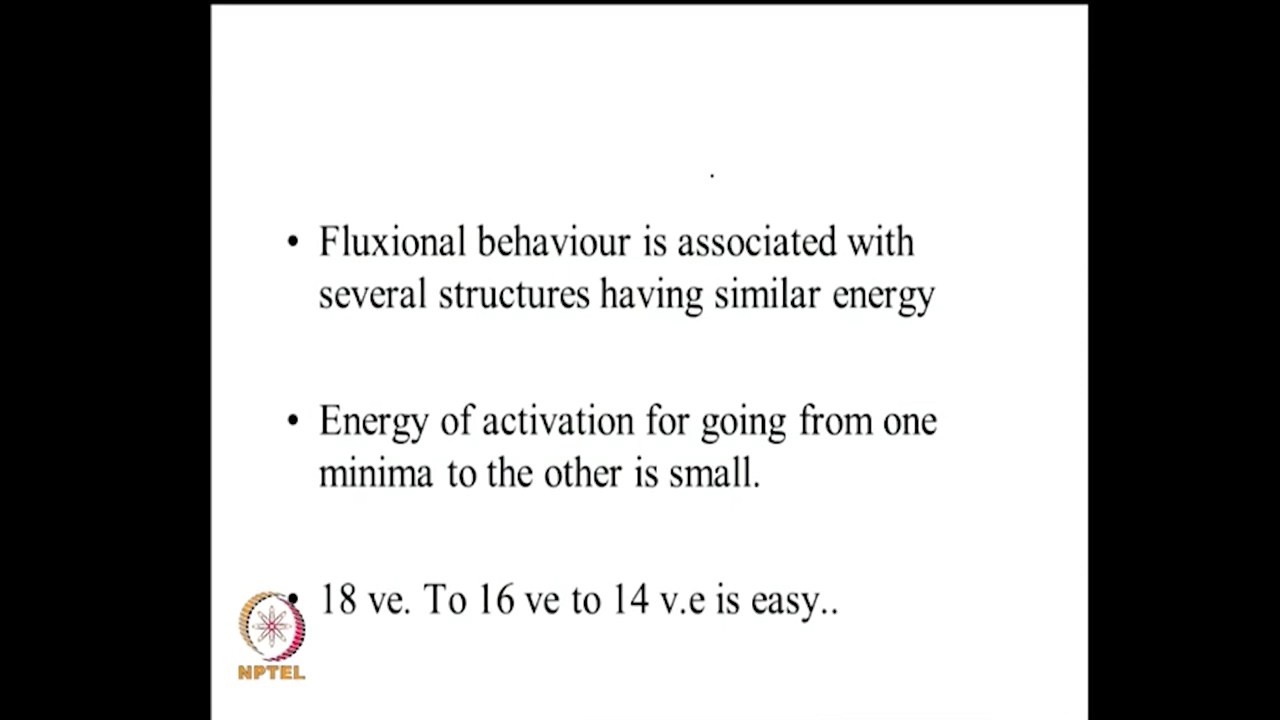 • Fluxional behaviour is associated with
several structures having similar energy
• Energy of activation for going from one
minima to the other is small.
• 18 ve. To 16 ve to 14 v.e is easy..
NPTEL